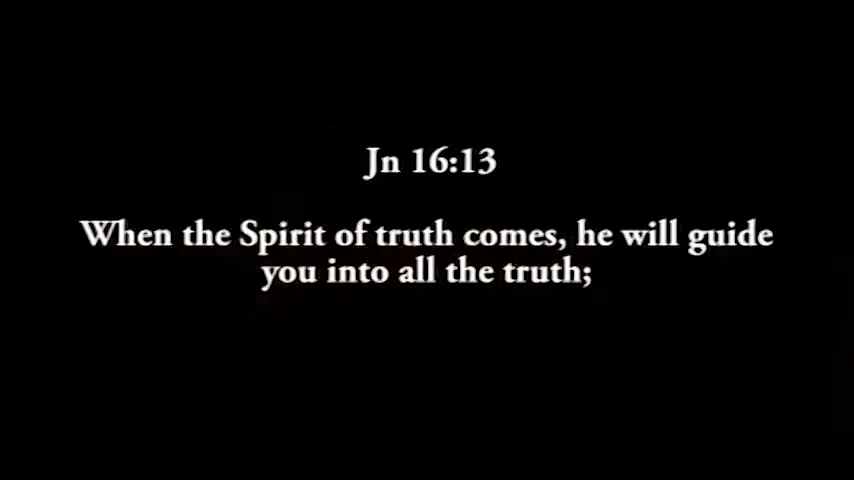 Jn 16:13
When the Spirit of truth comes, he will guide
you into all the truth;